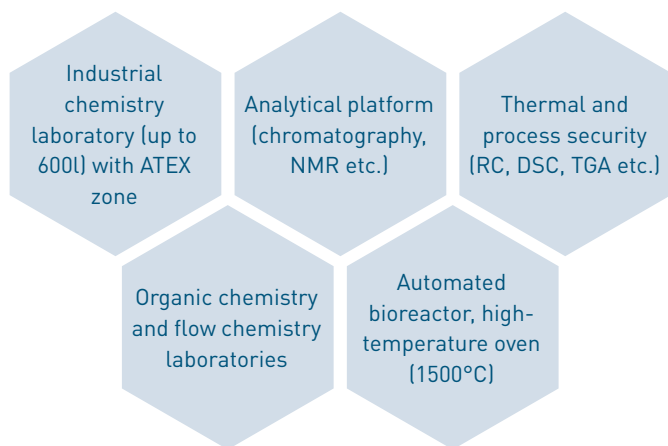 Industrial
chemistry
laboratory (up to
600l) with ATEX
zone
Analytical platform
(chromatography,
NMR etc.)
Thermal and
process security
(RC, DSC, TGA etc.)
Organic chemistry
and flow chemistry
laboratories
Automated
bioreactor, high-
temperature oven
(1500°C)